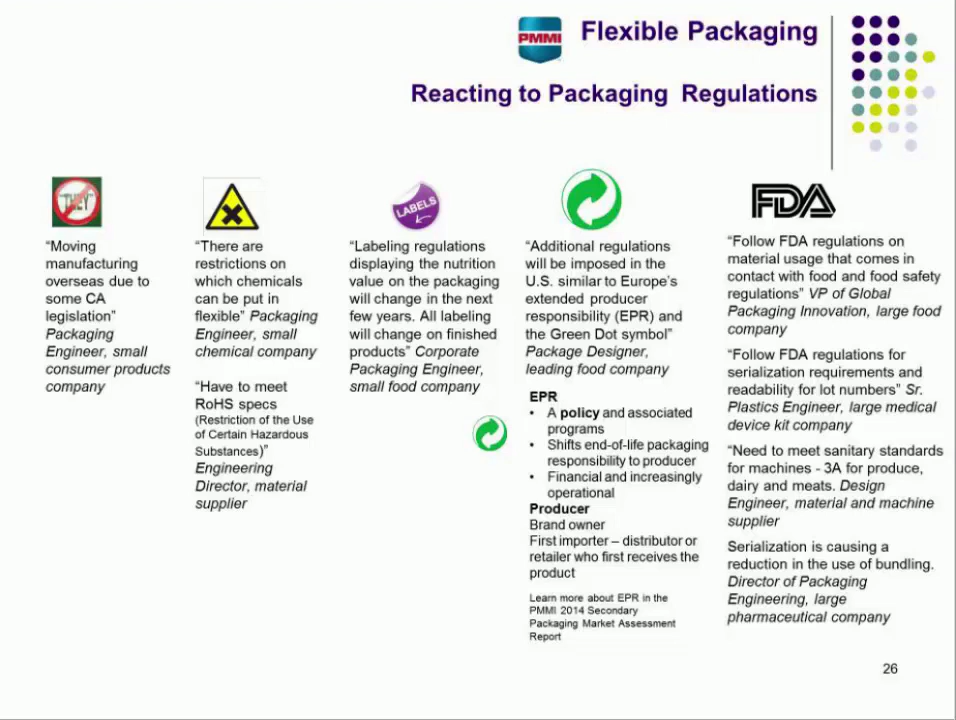 PMMI
Flexible Packaging
Reacting to Packaging Regulations
"THEY"
"Moving
manufacturing
overseas due to
some CA
legislation"
Packaging
Engineer, small
consumer products
company
"There are
restrictions on
which chemicals
can be put in
flexible" Packaging
Engineer, small
chemical company
"Have to meet
RoHS specs
(Restriction of the Use
of Certain Hazardous
Substances)"
Engineering
Director, material
supplier
LABELS
"Labeling regulations
displaying the nutrition
value on the packaging
will change in the next
few years. All labeling
will change on finished
products" Corporate
Packaging Engineer,
small food company
"Additional regulations
will be imposed in the
U.S. similar to Europe's
extended producer
responsibility (EPR) and
the Green Dot symbol"
Package Designer,
leading food company
EPR
• A policy and associated
programs
• Shifts end-of-life packaging
responsibility to producer
• Financial and increasingly
operational
Producer
Brand owner
First importer – distributor or
retailer who first receives the
product
Learn more about EPR in the
PMMI 2014 Secondary
Packaging Market Assessment
Report
FDA
"Follow FDA regulations on
material usage that comes in
contact with food and food safety
regulations" VP of Global
Packaging Innovation, large food
company
"Follow FDA regulations for
serialization requirements and
readability for lot numbers" Sr.
Plastics Engineer, large medical
device kit company
"Need to meet sanitary standards
for machines - 3A for produce,
dairy and meats. Design
Engineer, material and machine
supplier
Serialization is causing a
reduction in the use of bundling.
Director of Packaging
Engineering, large
pharmaceutical company
26